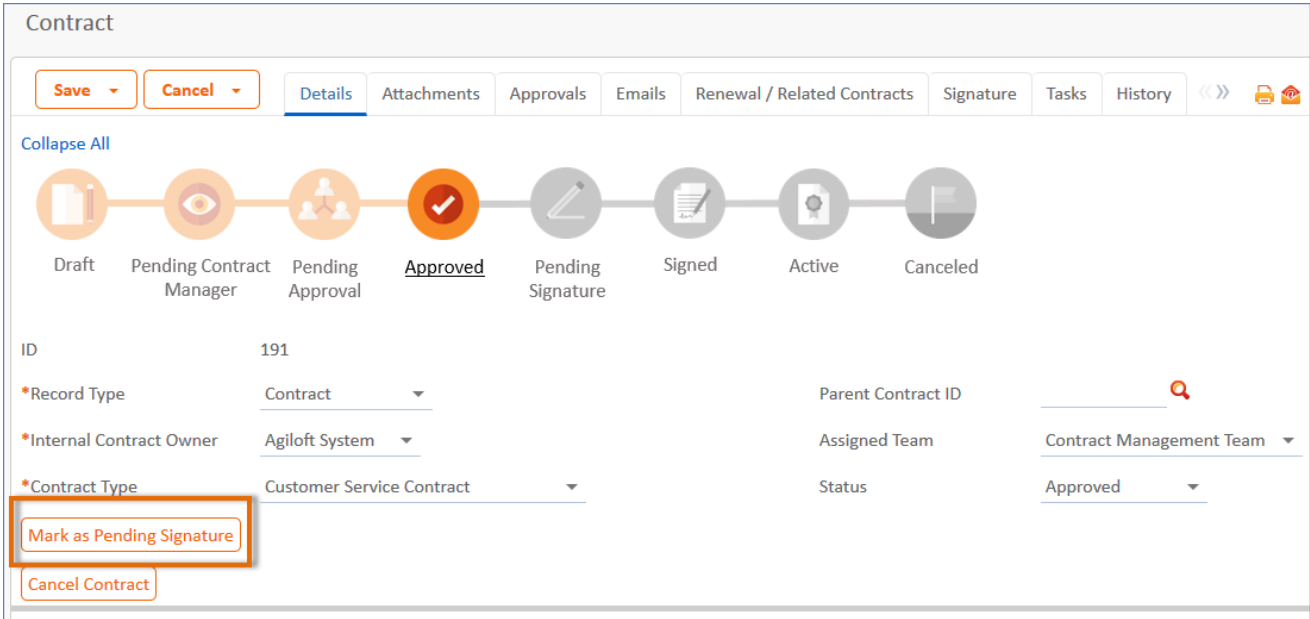 Contract
Save Cancel Details Attachments Approvals Emails Renewal / Related Contracts Signature Tasks History
Collapse All
Draft Pending Contract Pending Approved Pending Signed Active Canceled
Manager Approval Signature
ID 191
*Record Type Contract Parent Contract ID
*Internal Contract Owner Agiloft System Assigned Team Contract Management Team
*Contract Type Customer Service Contract Status Approved
Mark as Pending Signature
Cancel Contract